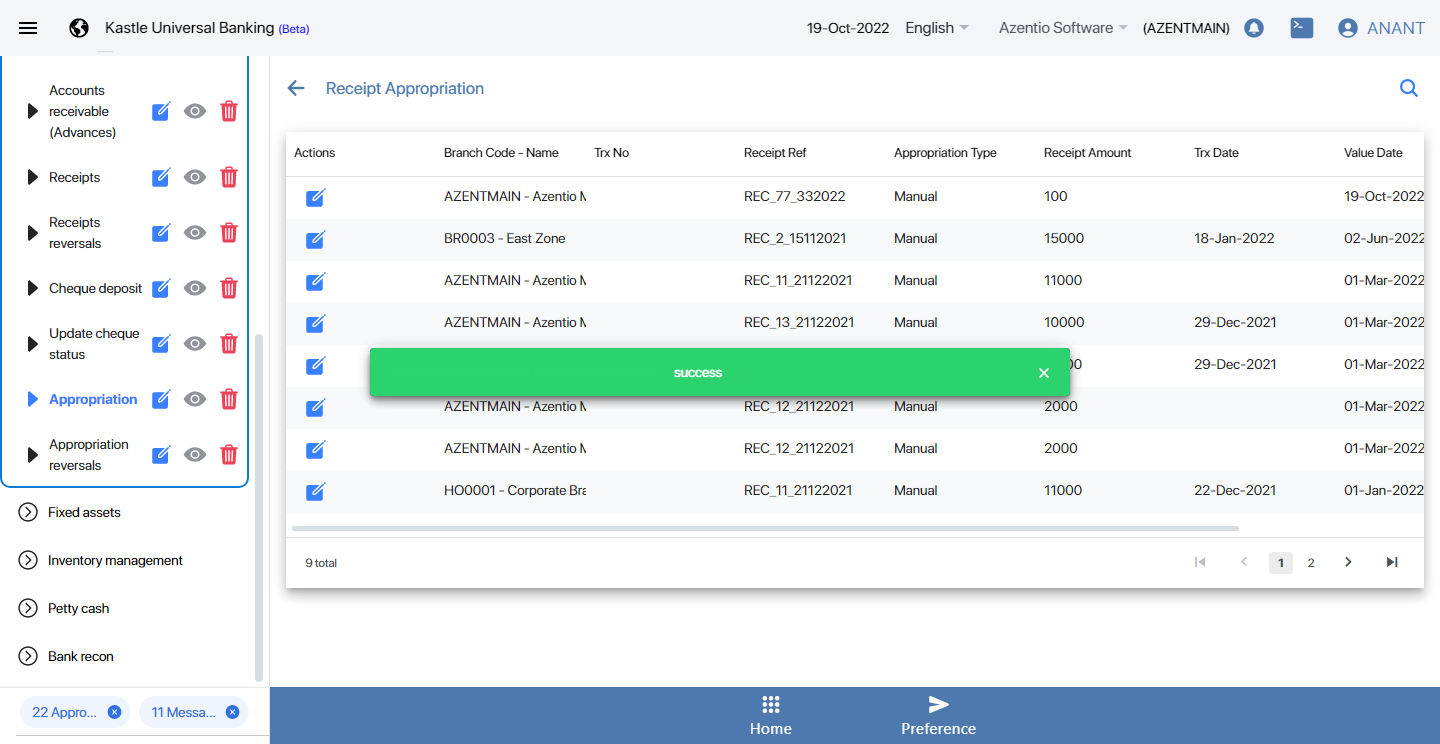 Kastle Universal Banking (Beta)
19-Oct-2022 English Azentio Software (AZENTMAIN) ANANT
Accounts
receivable
(Advances)
Receipts
Receipts
reversals
Cheque deposit
Update cheque
status
Appropriation
Appropriation
reversals
Fixed assets
Inventory management
Petty cash
Bank recon
22 Appro...
11 Messa...
Receipt Appropriation
Actions Branch Code - Name Trx No Receipt Ref Appropriation Type Receipt Amount Trx Date Value Date
AZENTMAIN - Azentio M REC_77_332022 Manual 100 19-Oct-2022
BR0003 - East Zone REC_2_15112021 Manual 15000 18-Jan-2022 02-Jun-2022
AZENTMAIN - Azentio M REC_11_21122021 Manual 11000 01-Mar-2022
AZENTMAIN - Azentio M REC_13_21122021 Manual 10000 29-Dec-2021 01-Mar-2022
29-Dec-2021 01-Mar-2022
success
AZENTMAIN - Azentio M REC_12_21122021 Manual 2000 01-Mar-2022
AZENTMAIN - Azentio M REC_12_21122021 Manual 2000 01-Mar-2022
HO0001 - Corporate Bra REC_11_21122021 Manual 11000 22-Dec-2021 01-Jan-2022
9 total
1 2
Home
Preference